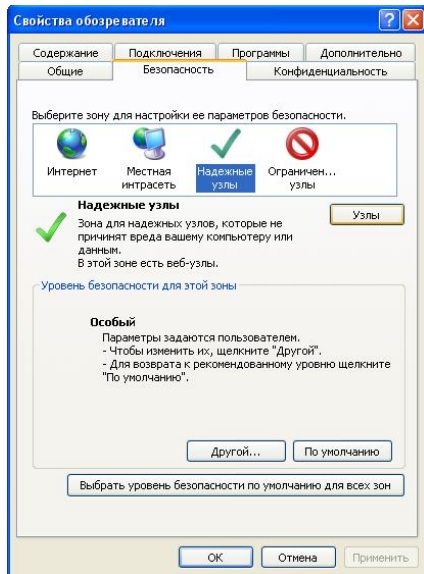 Свойства обозревателя
Содержание Подключения Программы Дополнительно
Общие Безопасность Конфиденциальность
Выберите зону для настройки ее параметров безопасности.
Интернет Местная интрасеть Надежные узлы Ограничен... узлы
Надежные узлы
Узлы
Зона для надежных узлов, которые не
причинят вреда вашему компьютеру или
данным.
В этой зоне есть веб-узлы.
Уровень безопасности для этой зоны
Особый
Параметры задаются пользователем.
- Чтобы изменить их, щелкните "Другой".
- Для возврата к рекомендованному уровню щелкните
"По умолчанию".
Другой... По умолчанию
Выбрать уровень безопасности по умолчанию для всех зон
OK Отмена Применить